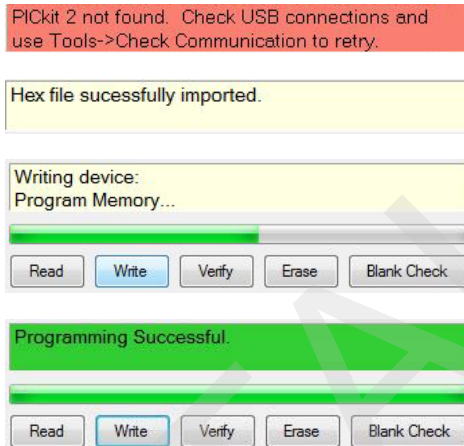 PICkit 2 not found. Check USB connections and
use Tools->Check Communication to retry.
Hex file sucessfully imported.
Writing device:
Program Memory...
Read Write Verify Erase Blank Check
Programming Successful.
Read Write Verify Erase Blank Check